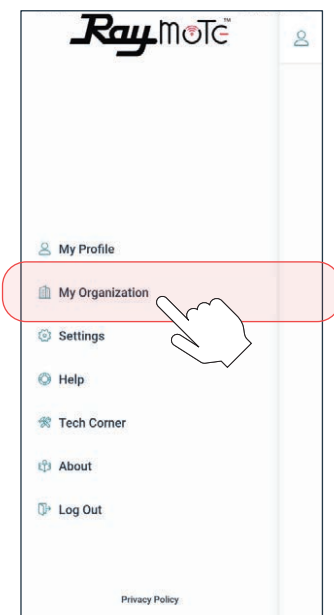 Raymote™
My Profile
My Organization
Settings
Help
Tech Corner
About
Log Out
Privacy Policy